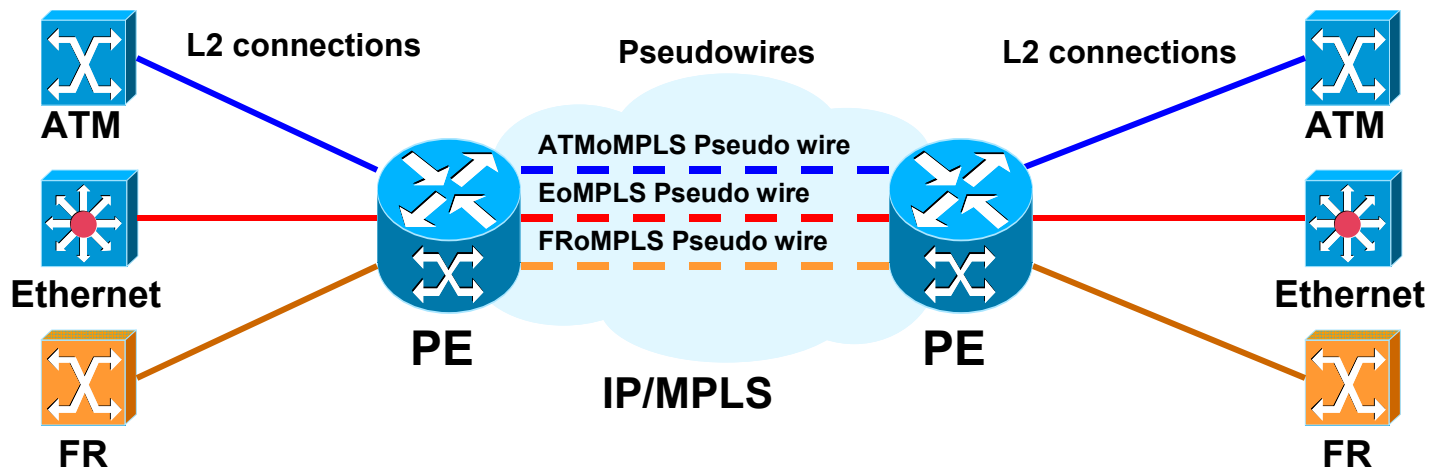 L2 connections
Pseudowires
L2 connections
ATM
ATM
ATMoMPLS Pseudo wire
EoMPLS Pseudo wire
FRoMPLS Pseudo wire
Ethernet
Ethernet
PE
PE
IP/MPLS
FR
FR